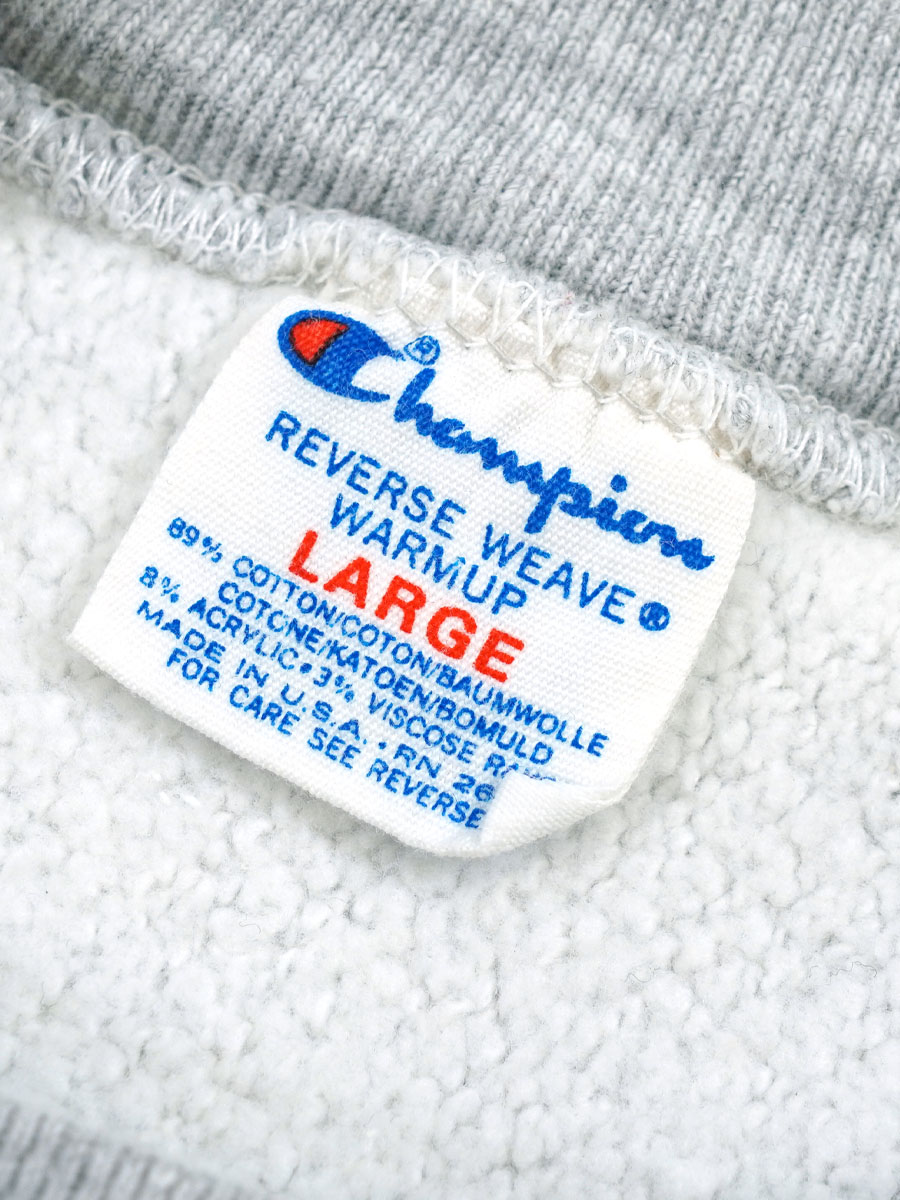 Champion®
REVERSE WEAVE®
WARMUP
LARGE
89% COTTON/COTON/BAUMWOLLE
COTONE/KATOEN/BOMULD
8% ACRYLIC•3% VISCOSE
MADE IN U.S.A.•RN 26
FOR CARE SEE REVERSE